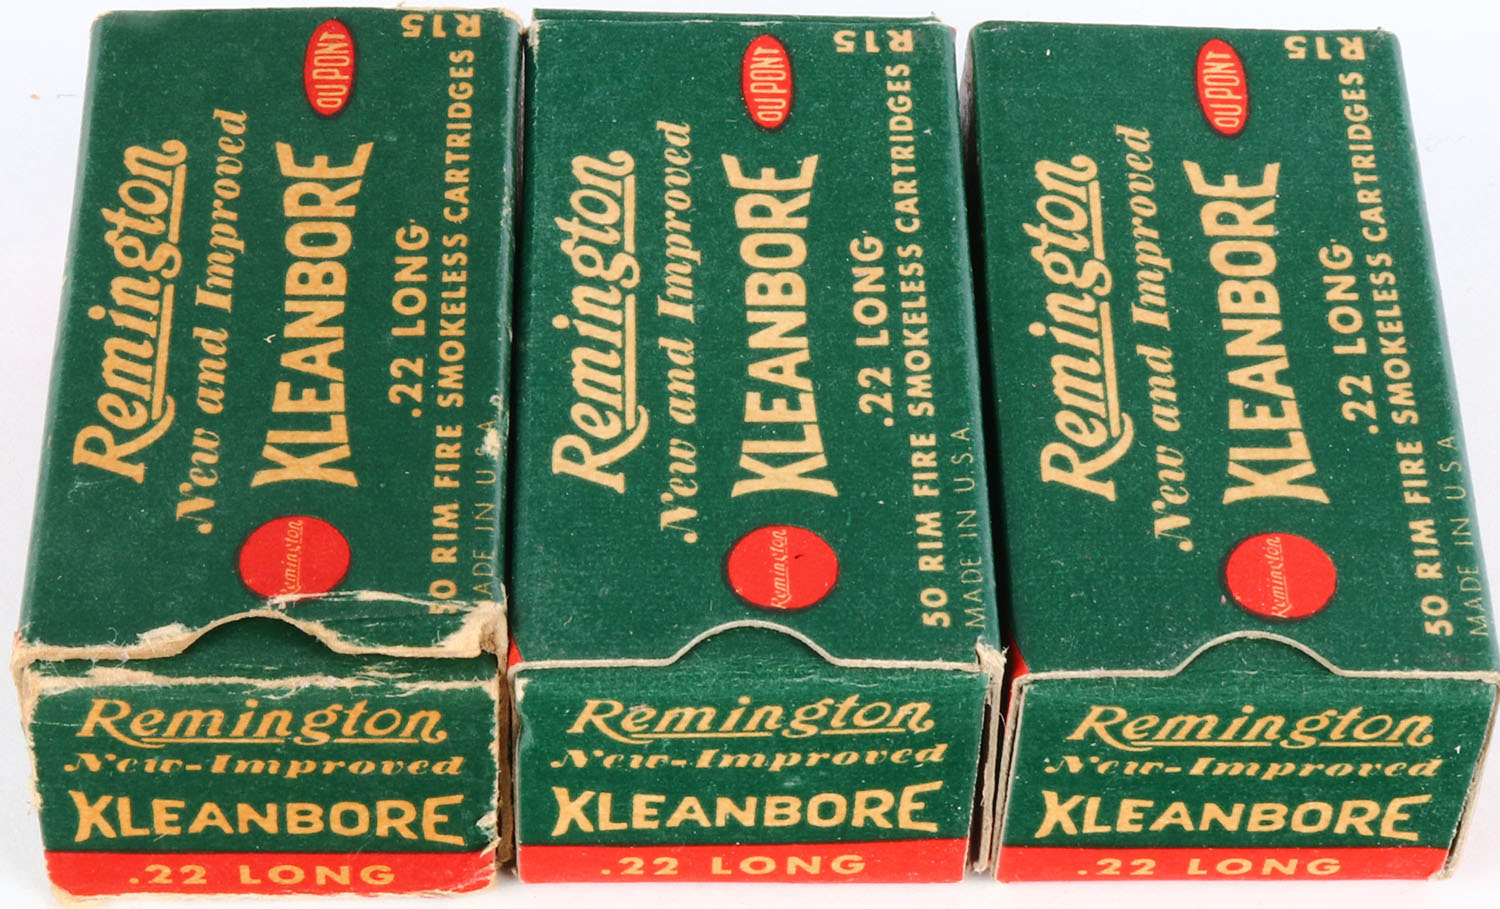 Remington
New and Improved
KLEANBORE
.22 LONG
50 RIM FIRE SMOKELESS CARTRIDGES
R15
MADE IN U.S.A.
DUPONT
Remington
Remington
New-Improved
KLEANBORE
.22 LONG
Remington
New and Improved
KLEANBORE
.22 LONG
50 RIM FIRE SMOKELESS CARTRIDGES
R15
MADE IN U.S.A.
DUPONT
Remington
Remington
New-Improved
KLEANBORE
.22 LONG
Remington
New and Improved
KLEANBORE
.22 LONG
50 RIM FIRE SMOKELESS CARTRIDGES
R15
MADE IN U.S.A
DUPONT
Remington
Remington
New-Improved
KLEANBORE
.22 LONG